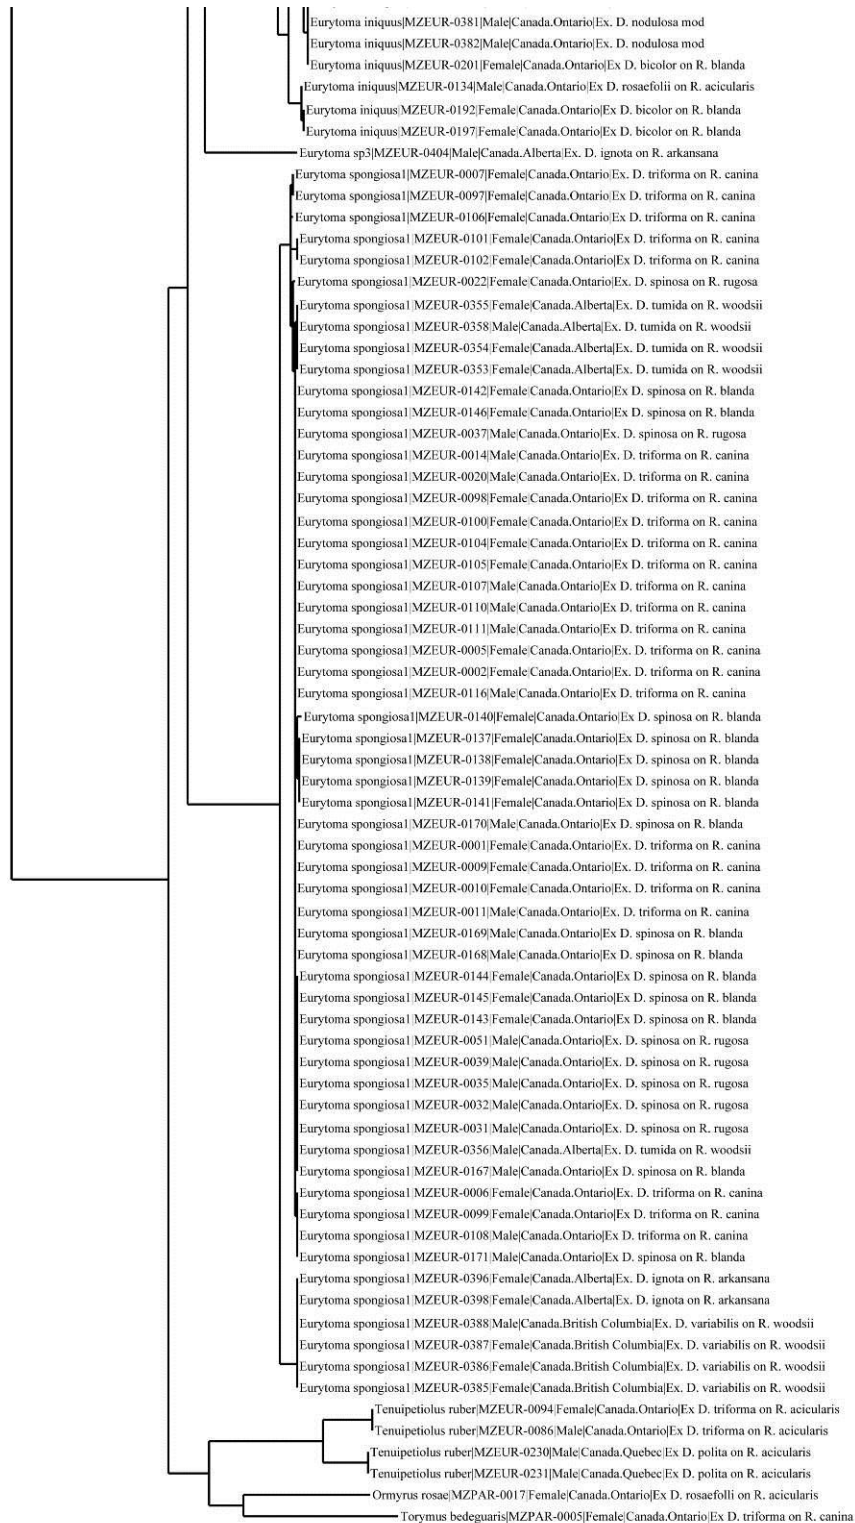 Eurytoma iniquus|MZEUR-0381|Male|Canada.Ontario|Ex. D. nodulosa mod
Eurytoma iniquus|MZEUR-0382|Male|Canada.Ontario|Ex. D. nodulosa mod
Eurytoma iniquus|MZEUR-0201|Female|Canada.Ontario|Ex D. bicolor on R. blanda
Eurytoma iniquus|MZEUR-0134|Male|Canada.Ontario|Ex D. rosaefolii on R. acicularis
Eurytoma iniquus|MZEUR-0192|Female|Canada.Ontario|Ex D. bicolor on R. blanda
Eurytoma iniquus|MZEUR-0197|Female|Canada.Ontario|Ex D. bicolor on R. blanda
Eurytoma sp3|MZEUR-0404|Male|Canada.Alberta|Ex. D. ignota on R. arkansana
Eurytoma spongiosa1|MZEUR-0007|Female|Canada.Ontario|Ex. D. triforma on R. canina
Eurytoma spongiosa1|MZEUR-0097|Female|Canada.Ontario|Ex D. triforma on R. canina
Eurytoma spongiosa1|MZEUR-0106|Female|Canada.Ontario|Ex D. triforma on R. canina
Eurytoma spongiosa1|MZEUR-0101|Female|Canada.Ontario|Ex D. triforma on R. canina
Eurytoma spongiosa1|MZEUR-0102|Female|Canada.Ontario|Ex D. triforma on R. canina
Eurytoma spongiosa1|MZEUR-0022|Female|Canada.Ontario|Ex. D. spinosa on R. rugosa
Eurytoma spongiosa1|MZEUR-0355|Female|Canada.Alberta|Ex. D. tumida on R. woodsii
Eurytoma spongiosa1|MZEUR-0358|Male|Canada.Alberta|Ex. D. tumida on R. woodsii
Eurytoma spongiosa1|MZEUR-0354|Female|Canada.Alberta|Ex. D. tumida on R. woodsii
Eurytoma spongiosa1|MZEUR-0353|Female|Canada.Alberta|Ex. D. tumida on R. woodsii
Eurytoma spongiosa1|MZEUR-0142|Female|Canada.Ontario|Ex D. spinosa on R. blanda
Eurytoma spongiosa1|MZEUR-0146|Female|Canada.Ontario|Ex D. spinosa on R. blanda
Eurytoma spongiosa1|MZEUR-0037|Male|Canada.Ontario|Ex. D. spinosa on R. rugosa
Eurytoma spongiosa1|MZEUR-0014|Male|Canada.Ontario|Ex. D. triforma on R. canina
Eurytoma spongiosa1|MZEUR-0020|Male|Canada.Ontario|Ex. D. triforma on R. canina
Eurytoma spongiosa1|MZEUR-0098|Female|Canada.Ontario|Ex D. triforma on R. canina
Eurytoma spongiosa1|MZEUR-0100|Female|Canada.Ontario|Ex D. triforma on R. canina
Eurytoma spongiosa1|MZEUR-0104|Female|Canada.Ontario|Ex D. triforma on R. canina
Eurytoma spongiosa1|MZEUR-0105|Female|Canada.Ontario|Ex D. triforma on R. canina
Eurytoma spongiosa1|MZEUR-0107|Male|Canada.Ontario|Ex D. triforma on R. canina
Eurytoma spongiosa1|MZEUR-0110|Male|Canada.Ontario|Ex D. triforma on R. canina
Eurytoma spongiosa1|MZEUR-0111|Male|Canada.Ontario|Ex D. triforma on R. canina
Eurytoma spongiosa1|MZEUR-0005|Female|Canada.Ontario|Ex. D. triforma on R. canina
Eurytoma spongiosa1|MZEUR-0002|Female|Canada.Ontario|Ex. D. triforma on R. canina
Eurytoma spongiosa1|MZEUR-0116|Male|Canada.Ontario|Ex D. triforma on R. canina
Eurytoma spongiosa1|MZEUR-0140|Female|Canada.Ontario|Ex D. spinosa on R. blanda
Eurytoma spongiosa1|MZEUR-0137|Female|Canada.Ontario|Ex D. spinosa on R. blanda
Eurytoma spongiosa1|MZEUR-0138|Female|Canada.Ontario|Ex D. spinosa on R. blanda
Eurytoma spongiosa1|MZEUR-0139|Female|Canada.Ontario|Ex D. spinosa on R. blanda
Eurytoma spongiosa1|MZEUR-0141|Female|Canada.Ontario|Ex D. spinosa on R. blanda
Eurytoma spongiosa1|MZEUR-0170|Male|Canada.Ontario|Ex D. spinosa on R. blanda
Eurytoma spongiosa1|MZEUR-0001|Female|Canada.Ontario|Ex. D. triforma on R. canina
Eurytoma spongiosa1|MZEUR-0009|Female|Canada.Ontario|Ex. D. triforma on R. canina
Eurytoma spongiosa1|MZEUR-0010|Female|Canada.Ontario|Ex. D. triforma on R. canina
Eurytoma spongiosa1|MZEUR-0011|Male|Canada.Ontario|Ex. D. triforma on R. canina
Eurytoma spongiosa1|MZEUR-0169|Male|Canada.Ontario|Ex D. spinosa on R. blanda
Eurytoma spongiosa1|MZEUR-0168|Male|Canada.Ontario|Ex D. spinosa on R. blanda
Eurytoma spongiosa1|MZEUR-0144|Female|Canada.Ontario|Ex D. spinosa on R. blanda
Eurytoma spongiosa1|MZEUR-0145|Female|Canada.Ontario|Ex D. spinosa on R. blanda
Eurytoma spongiosa1|MZEUR-0143|Female|Canada.Ontario|Ex D. spinosa on R. blanda
Eurytoma spongiosa1|MZEUR-0051|Male|Canada.Ontario|Ex. D. spinosa on R. rugosa
Eurytoma spongiosa1|MZEUR-0039|Male|Canada.Ontario|Ex. D. spinosa on R. rugosa
Eurytoma spongiosa1|MZEUR-0035|Male|Canada.Ontario|Ex. D. spinosa on R. rugosa
Eurytoma spongiosa1|MZEUR-0032|Male|Canada.Ontario|Ex. D. spinosa on R. rugosa
Eurytoma spongiosa1|MZEUR-0031|Male|Canada.Ontario|Ex. D. spinosa on R. rugosa
Eurytoma spongiosa1|MZEUR-0356|Male|Canada.Alberta|Ex. D. tumida on R. woodsii
Eurytoma spongiosa1|MZEUR-0167|Male|Canada.Ontario|Ex D. spinosa on R. blanda
Eurytoma spongiosa1|MZEUR-0006|Female|Canada.Ontario|Ex. D. triforma on R. canina
Eurytoma spongiosa1|MZEUR-0099|Female|Canada.Ontario|Ex D. triforma on R. canina
Eurytoma spongiosa1|MZEUR-0108|Male|Canada.Ontario|Ex D. triforma on R. canina
Eurytoma spongiosa1|MZEUR-0171|Male|Canada.Ontario|Ex D. spinosa on R. blanda
Eurytoma spongiosa1|MZEUR-0396|Female|Canada.Alberta|Ex. D. ignota on R. arkansana
Eurytoma spongiosa1|MZEUR-0398|Female|Canada.Alberta|Ex. D. ignota on R. arkansana
Eurytoma spongiosa1|MZEUR-0388|Male|Canada.British Columbia|Ex. D. variabilis on R. woodsii
Eurytoma spongiosa1|MZEUR-0387|Female|Canada.British Columbia|Ex. D. variabilis on R. woodsii
Eurytoma spongiosa1|MZEUR-0386|Female|Canada.British Columbia|Ex. D. variabilis on R. woodsii
Eurytoma spongiosa1|MZEUR-0385|Female|Canada.British Columbia|Ex. D. variabilis on R. woodsii
Tenuipetiolus ruber|MZEUR-0094|Female|Canada.Ontario|Ex D. triforma on R. acicularis
Tenuipetiolus ruber|MZEUR-0086|Male|Canada.Ontario|Ex D. triforma on R. acicularis
Tenuipetiolus ruber|MZEUR-0230|Male|Canada.Quebec|Ex D. polita on R. acicularis
Tenuipetiolus ruber|MZEUR-0231|Male|Canada.Quebec|Ex D. polita on R. acicularis
Ormyrus rosae|MZPAR-0017|Female|Canada.Ontario|Ex D. rosaefolli on R. acicularis
Torymus bedeguaris|MZPAR-0005|Female|Canada.Ontario|Ex D. triforma on R. canina